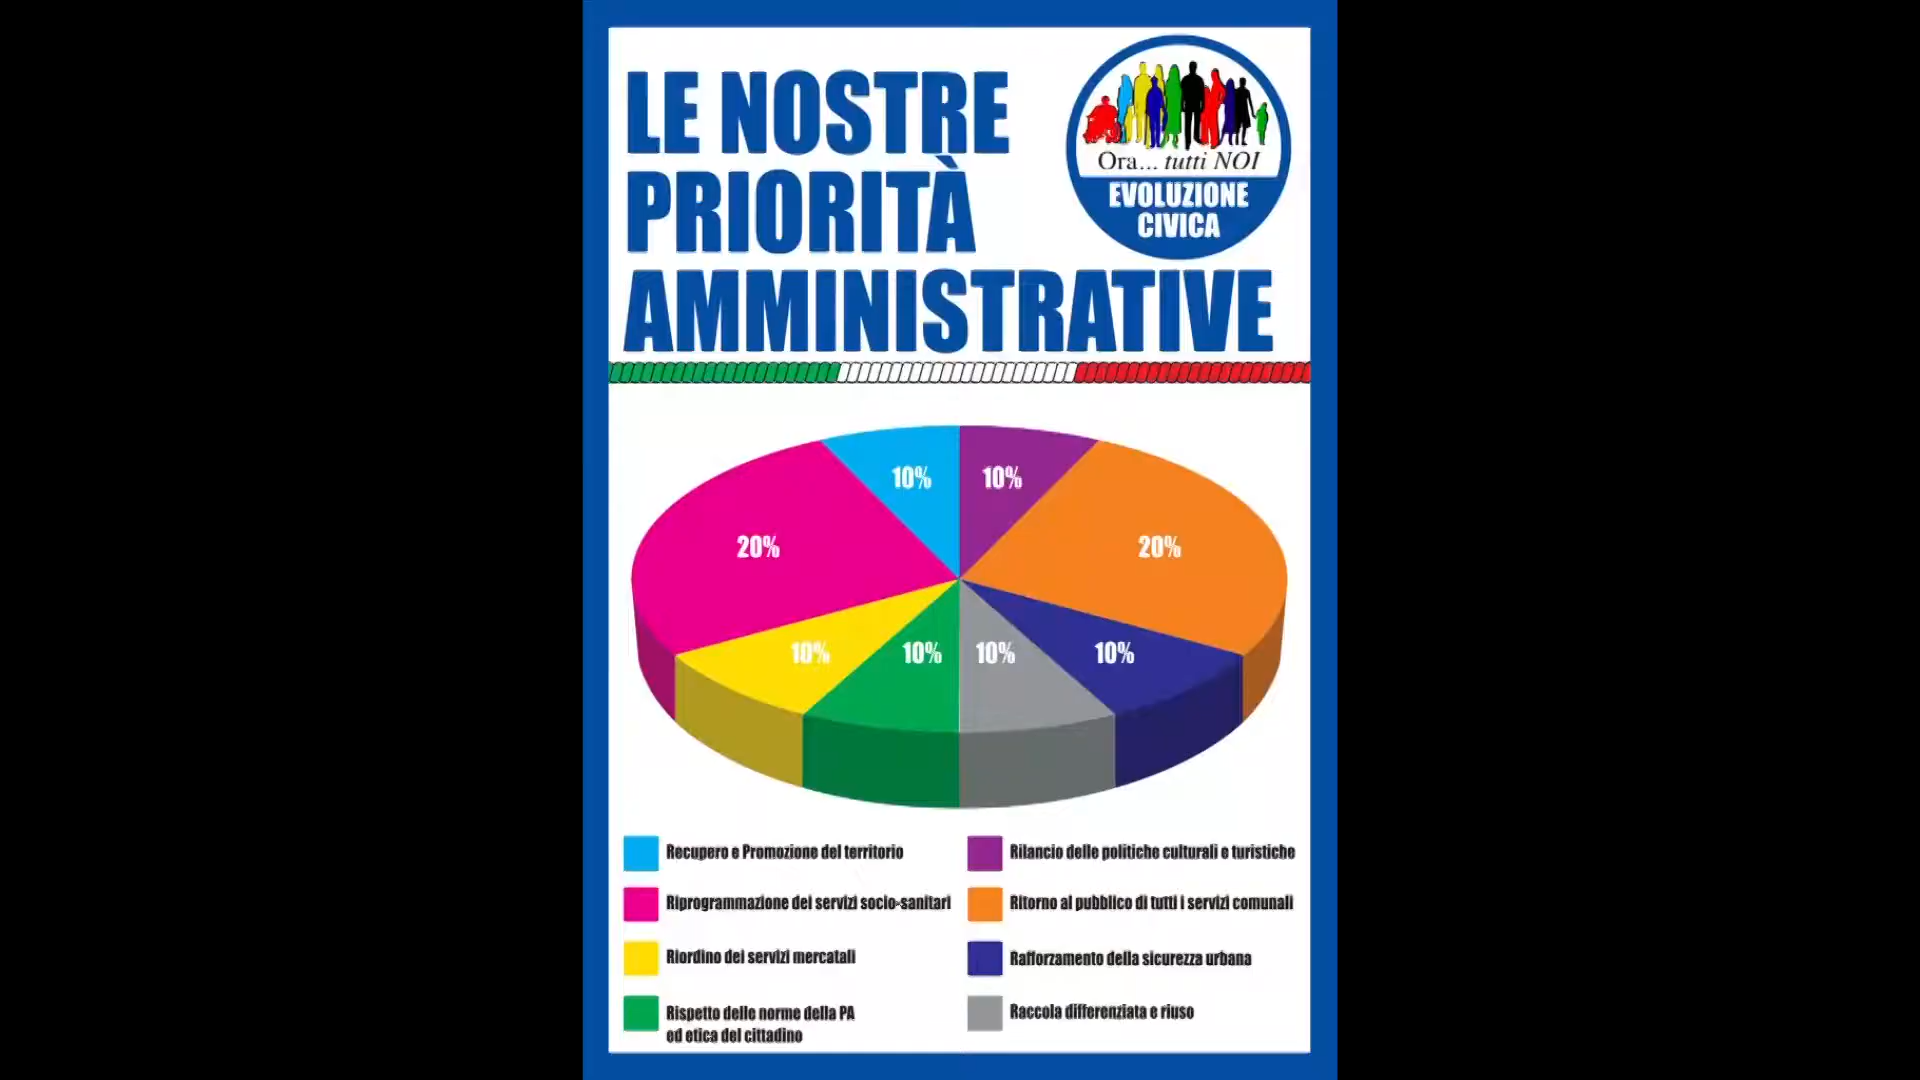 LE NOSTRE
PRIORITÀ
AMMINISTRATIVE
Ora... tutti NOI
EVOLUZIONE
CIVICA
10%
10%
20%
20%
10%
10%
10%
10%
Recupero e Promozione del territorio
Rilancio delle politiche culturali e turistiche
Riprogrammazione dei servizi socio-sanitari
Ritorno al pubblico di tutti i servizi comunali
Riordino dei servizi mercatali
Rafforzamento della sicurezza urbana
Rispetto delle norme della PA
ed etica del cittadino
Raccola differenziata e riuso